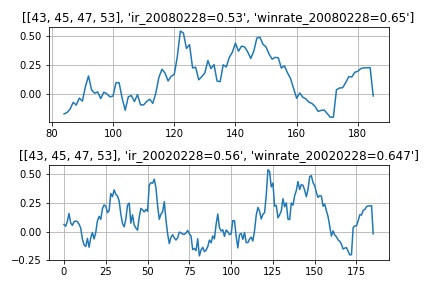 [[43, 45, 47, 53], 'ir_20080228=0.53', 'winrate_20080228=0.65']
0.50
0.25
0.00
80 100 120 140 160 180
[[43, 45, 47, 53], 'ir_20020228=0.56', 'winrate_20020228=0.647']
0.50
0.25
0.00
−0.25
0 25 50 75 100 125 150 175